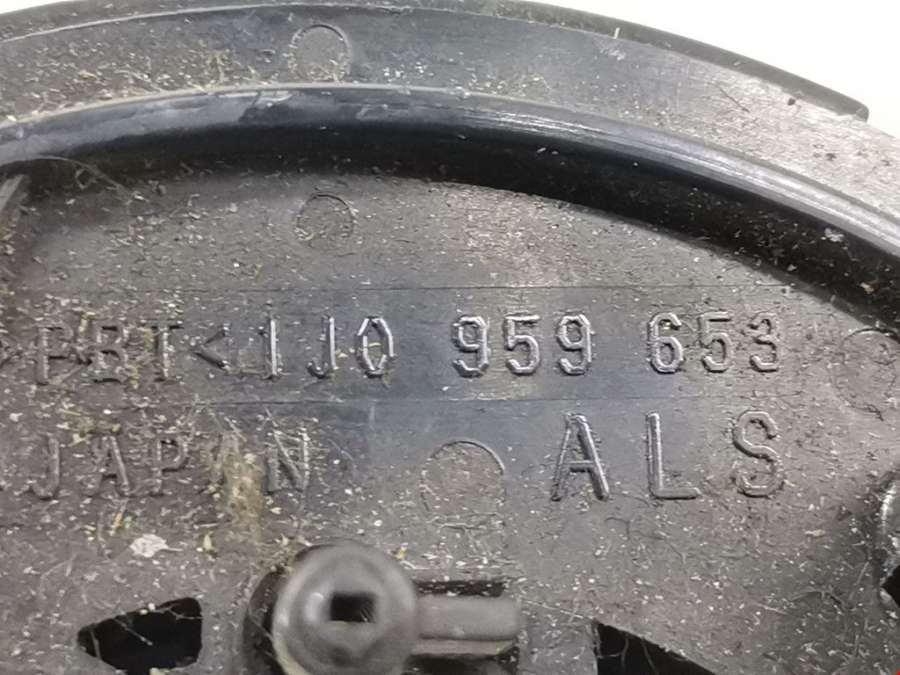 >PBT< 1J0 959 653
JAPAN ALS